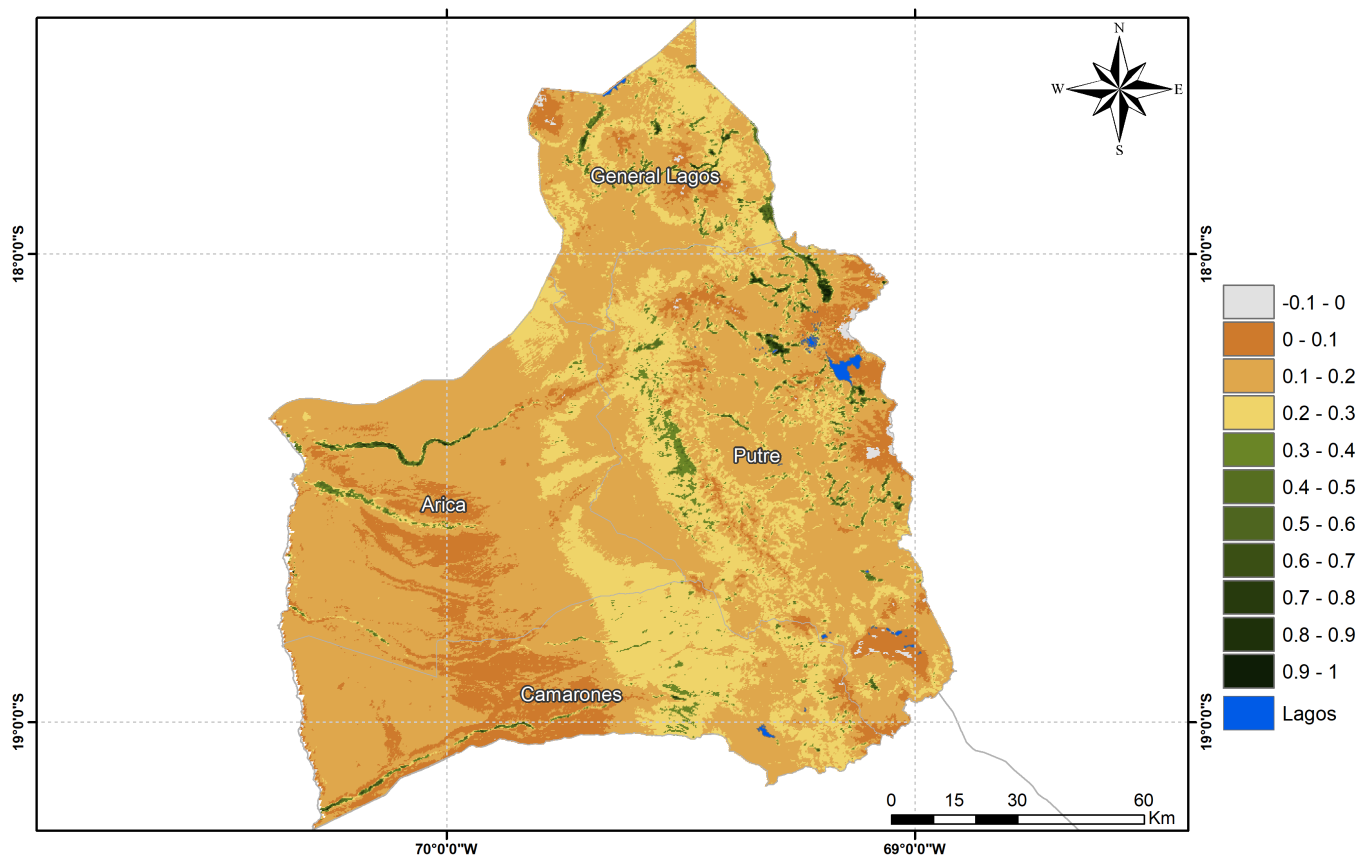 N
W
E
S
General Lagos
18°0'0"S
18°0'0"S
-0.1 - 0
0 - 0.1
0.1 - 0.2
0.2 - 0.3
0.3 - 0.4
0.4 - 0.5
0.5 - 0.6
0.6 - 0.7
0.7 - 0.8
0.8 - 0.9
0.9 - 1
Lagos
Putre
Arica
Camarones
19°0'0"S
19°0'0"S
0 15 30 60
Km
70°0'0"W
69°0'0"W